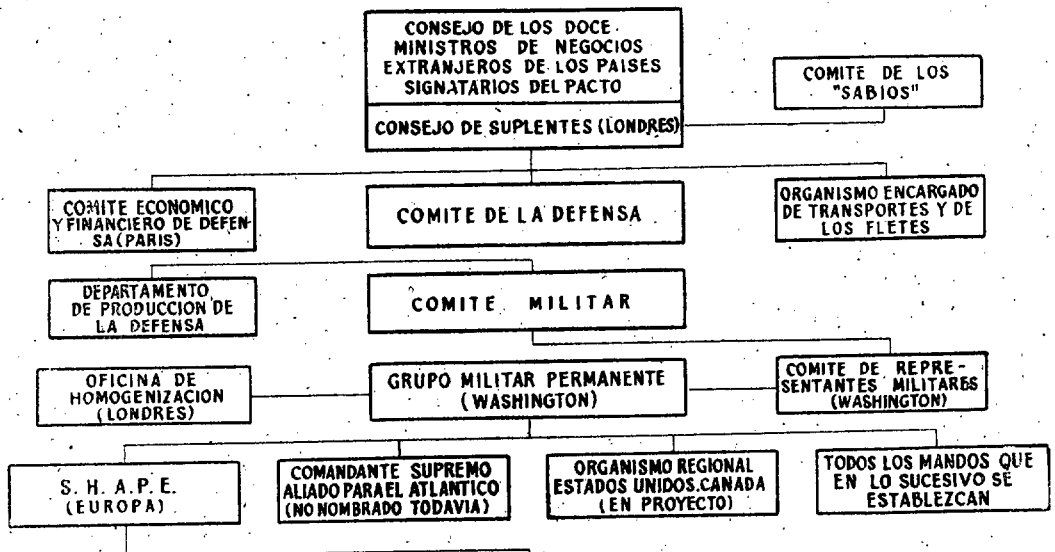 CONSEJO DE LOS DOCE
MINISTROS DE NEGOCIOS
EXTRANJEROS DE LOS PAISES
SIGNATARIOS DEL PACTO
CONSEJO DE SUPLENTES (LONDRES)
COMITE DE LOS
"SABIOS"
COMITE ECONOMICO
Y FINANCIERO DE DEFEN-
SA (PARIS)
COMITE DE LA DEFENSA
ORGANISMO ENCARGADO
DE TRANSPORTES Y DE
LOS FLETES
DEPARTAMENTO
DE PRODUCCION DE
LA DEFENSA
COMITE MILITAR
OFICINA DE
HOMOGENIZACION
(LONDRES)
GRUPO MILITAR PERMANENTE
(WASHINGTON)
COMITE DE REPRE-
SENTANTES MILITARES
(WASHINGTON)
S. H. A. P. E.
(EUROPA)
COMANDANTE SUPREMO
ALIADO PARA EL ATLANTICO
(NO NOMBRADO TODAVIA)
ORGANISMO REGIONAL
ESTADOS UNIDOS.CANADA
(EN PROYECTO)
TODOS LOS MANDOS QUE
EN LO SUCESIVO SE
ESTABLEZCAN